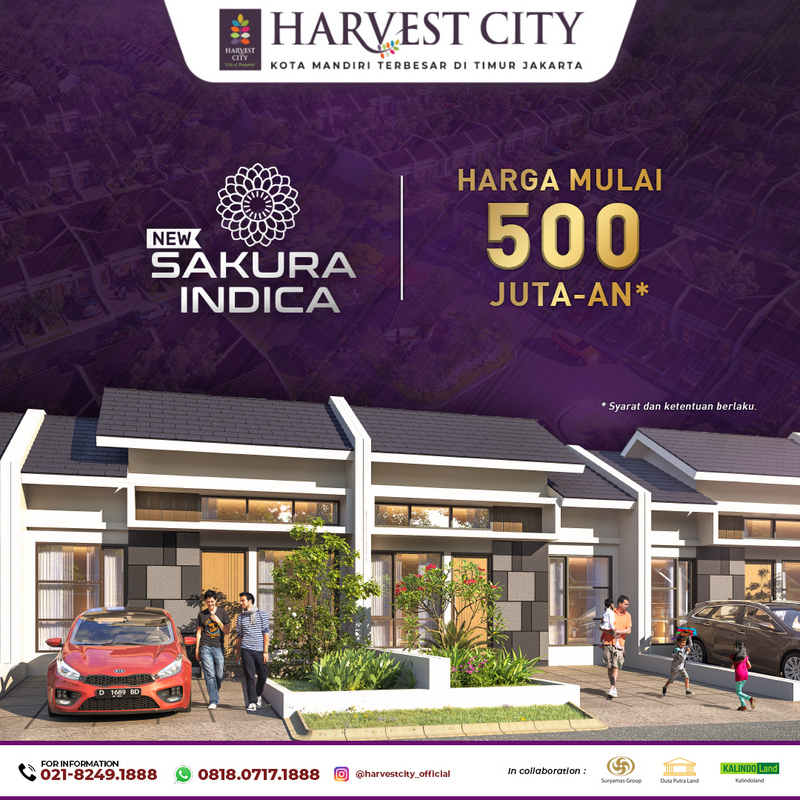 HARVEST CITY
"City of Property"
HARVEST CITY
KOTA MANDIRI TERBESAR DI TIMUR JAKARTA
NEW
SAKURA
INDICA
HARGA MULAI
500
JUTA-AN*
* Syarat dan ketentuan berlaku.
KIA
D 1689 BD
FOR INFORMATION
021-8249.1888
0818.0717.1888
@harvestcity_official
In collaboration :
Suryamas Group
Duta Putra Land
KALINDO Land
Kalindoland